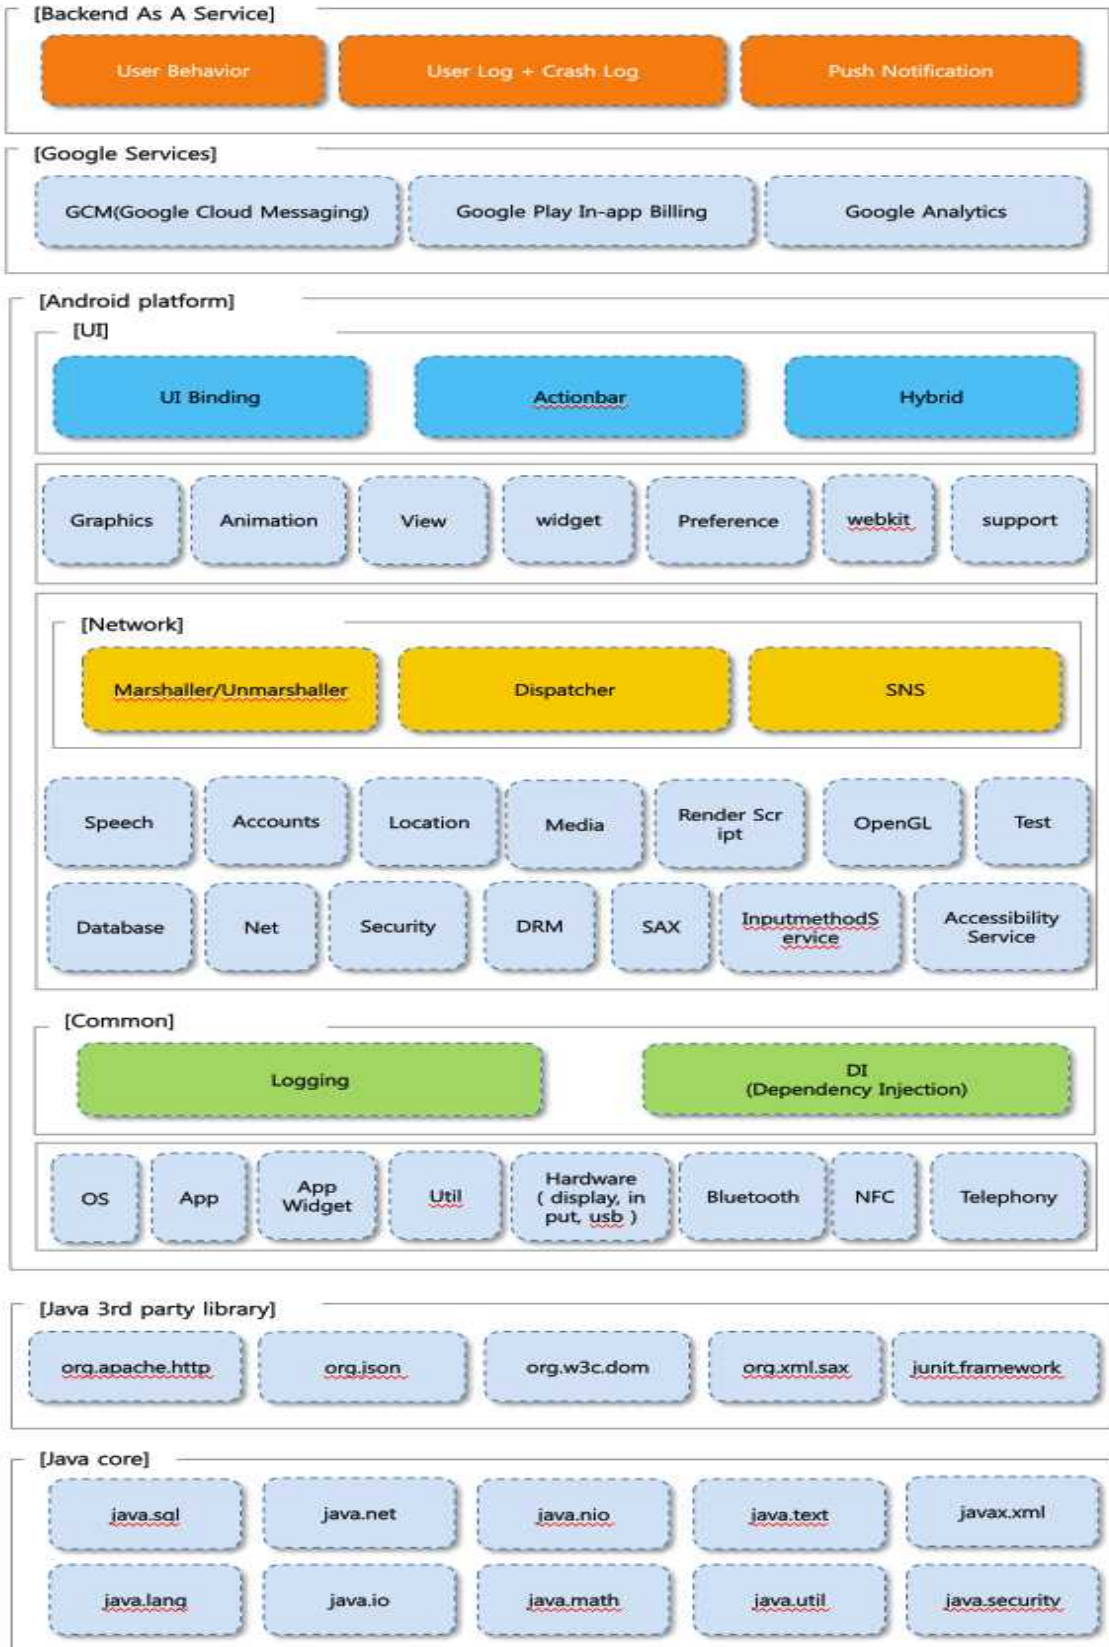 [Backend As A Service]
User Behavior
User Log + Crash Log
Push Notification
[Google Services]
GCM(Google Cloud Messaging)
Google Play In-app Billing
Google Analytics
[Android platform]
[UI]
UI Binding
Actionbar
Hybrid
Graphics
Animation
View
widget
Preference
webkit
support
[Network]
Marshaller/Unmarshaller
Dispatcher
SNS
Speech
Accounts
Location
Media
Render Scr
ipt
OpenGL
Test
Database
Net
Security
DRM
SAX
InputmethodS
ervice
Accessibility
Service
[Common]
Logging
DI
(Dependency Injection)
OS
App
App
Widget
Util
Hardware
( display, in
put, usb )
Bluetooth
NFC
Telephony
[Java 3rd party library]
org.apache.http
org.json
org.w3c.dom
org.xml.sax
junit.framework
[Java core]
java.sql
java.net
java.nio
java.text
javax.xml
java.lang
java.io
java.math
java.util
java.security